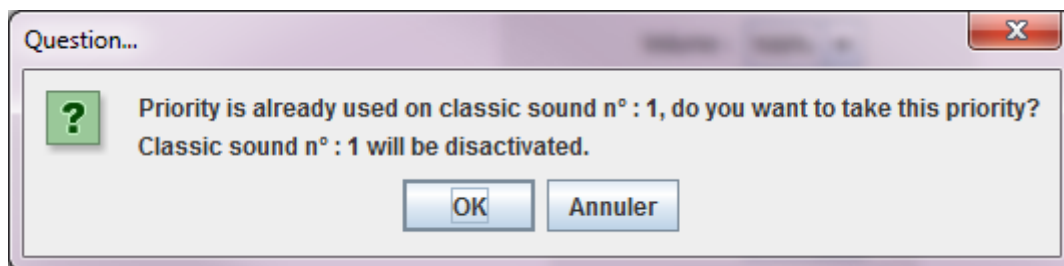 Question...
Volume :
Priority is already used on classic sound n° : 1, do you want to take this priority?
Classic sound n° : 1 will be disactivated.
OK
Annuler